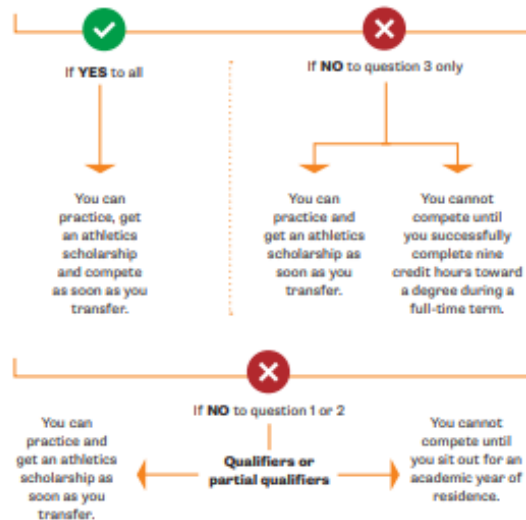 If YES to all
If NO to question 3 only
You can
practice, get
an athletics
scholarship
and compete
as soon as you
transfer.
You can
practice and
get an athletics
scholarship as
soon as you
transfer.
You cannot
compete until
you successfully
complete nine
credit hours toward
a degree during a
full-time term.
If NO to question 1 or 2
You can
practice and
get an athletics
scholarship as
soon as you
transfer.
Qualifiers or
partial qualifiers
You cannot
compete until
you sit out for an
academic year of
residence.